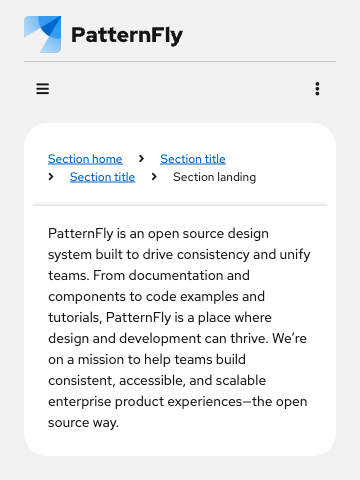 PatternFly
Section home > Section title
> Section title > Section landing
PatternFly is an open source design
system built to drive consistency and unify
teams. From documentation and
components to code examples and
tutorials, PatternFly is a place where
design and development can thrive. We’re
on a mission to help teams build
consistent, accessible, and scalable
enterprise product experiences—the open
source way.